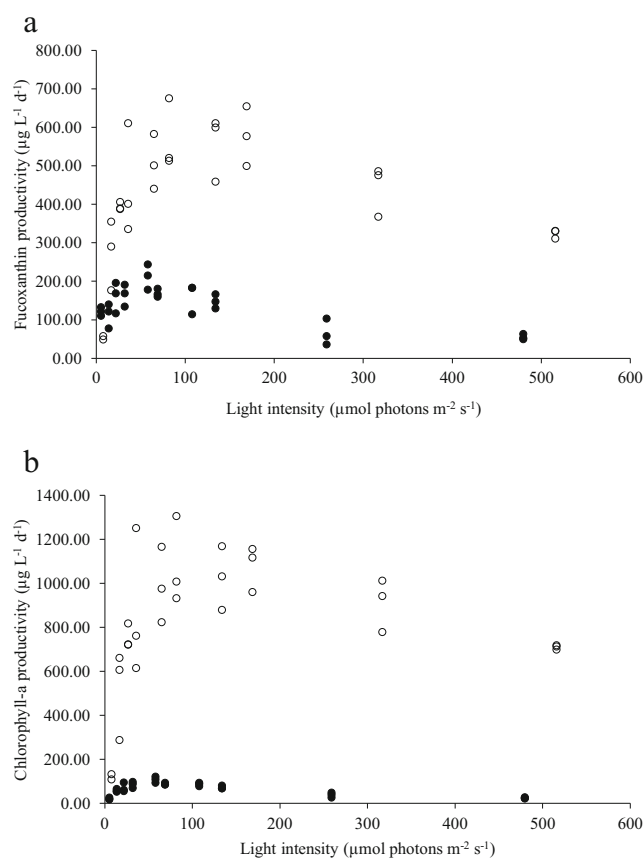 a
800.00
700.00
600.00
500.00
400.00
300.00
200.00
100.00
0.00
Fucoxanthin productivity (µg L-1 d-1)
0 100 200 300 400 500 600
Light intensity (µmol photons m-2 s-1)
b
1400.00
1200.00
1000.00
800.00
600.00
400.00
200.00
0.00
Chlorophyll-a productivity (µg L-1 d-1)
0 100 200 300 400 500 600
Light intensity (µmol photons m-2 s-1)